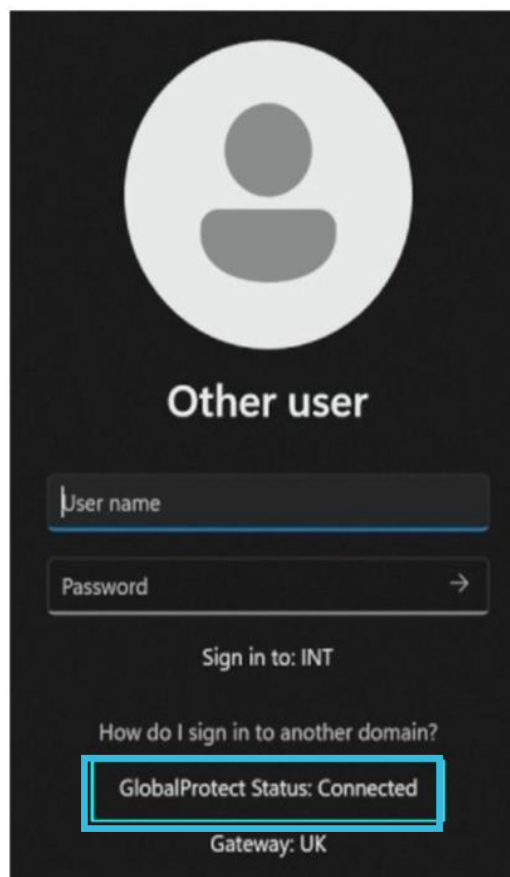 Other user
User name
Password
Sign in to: INT
How do I sign in to another domain?
GlobalProtect Status: Connected
Gateway: UK